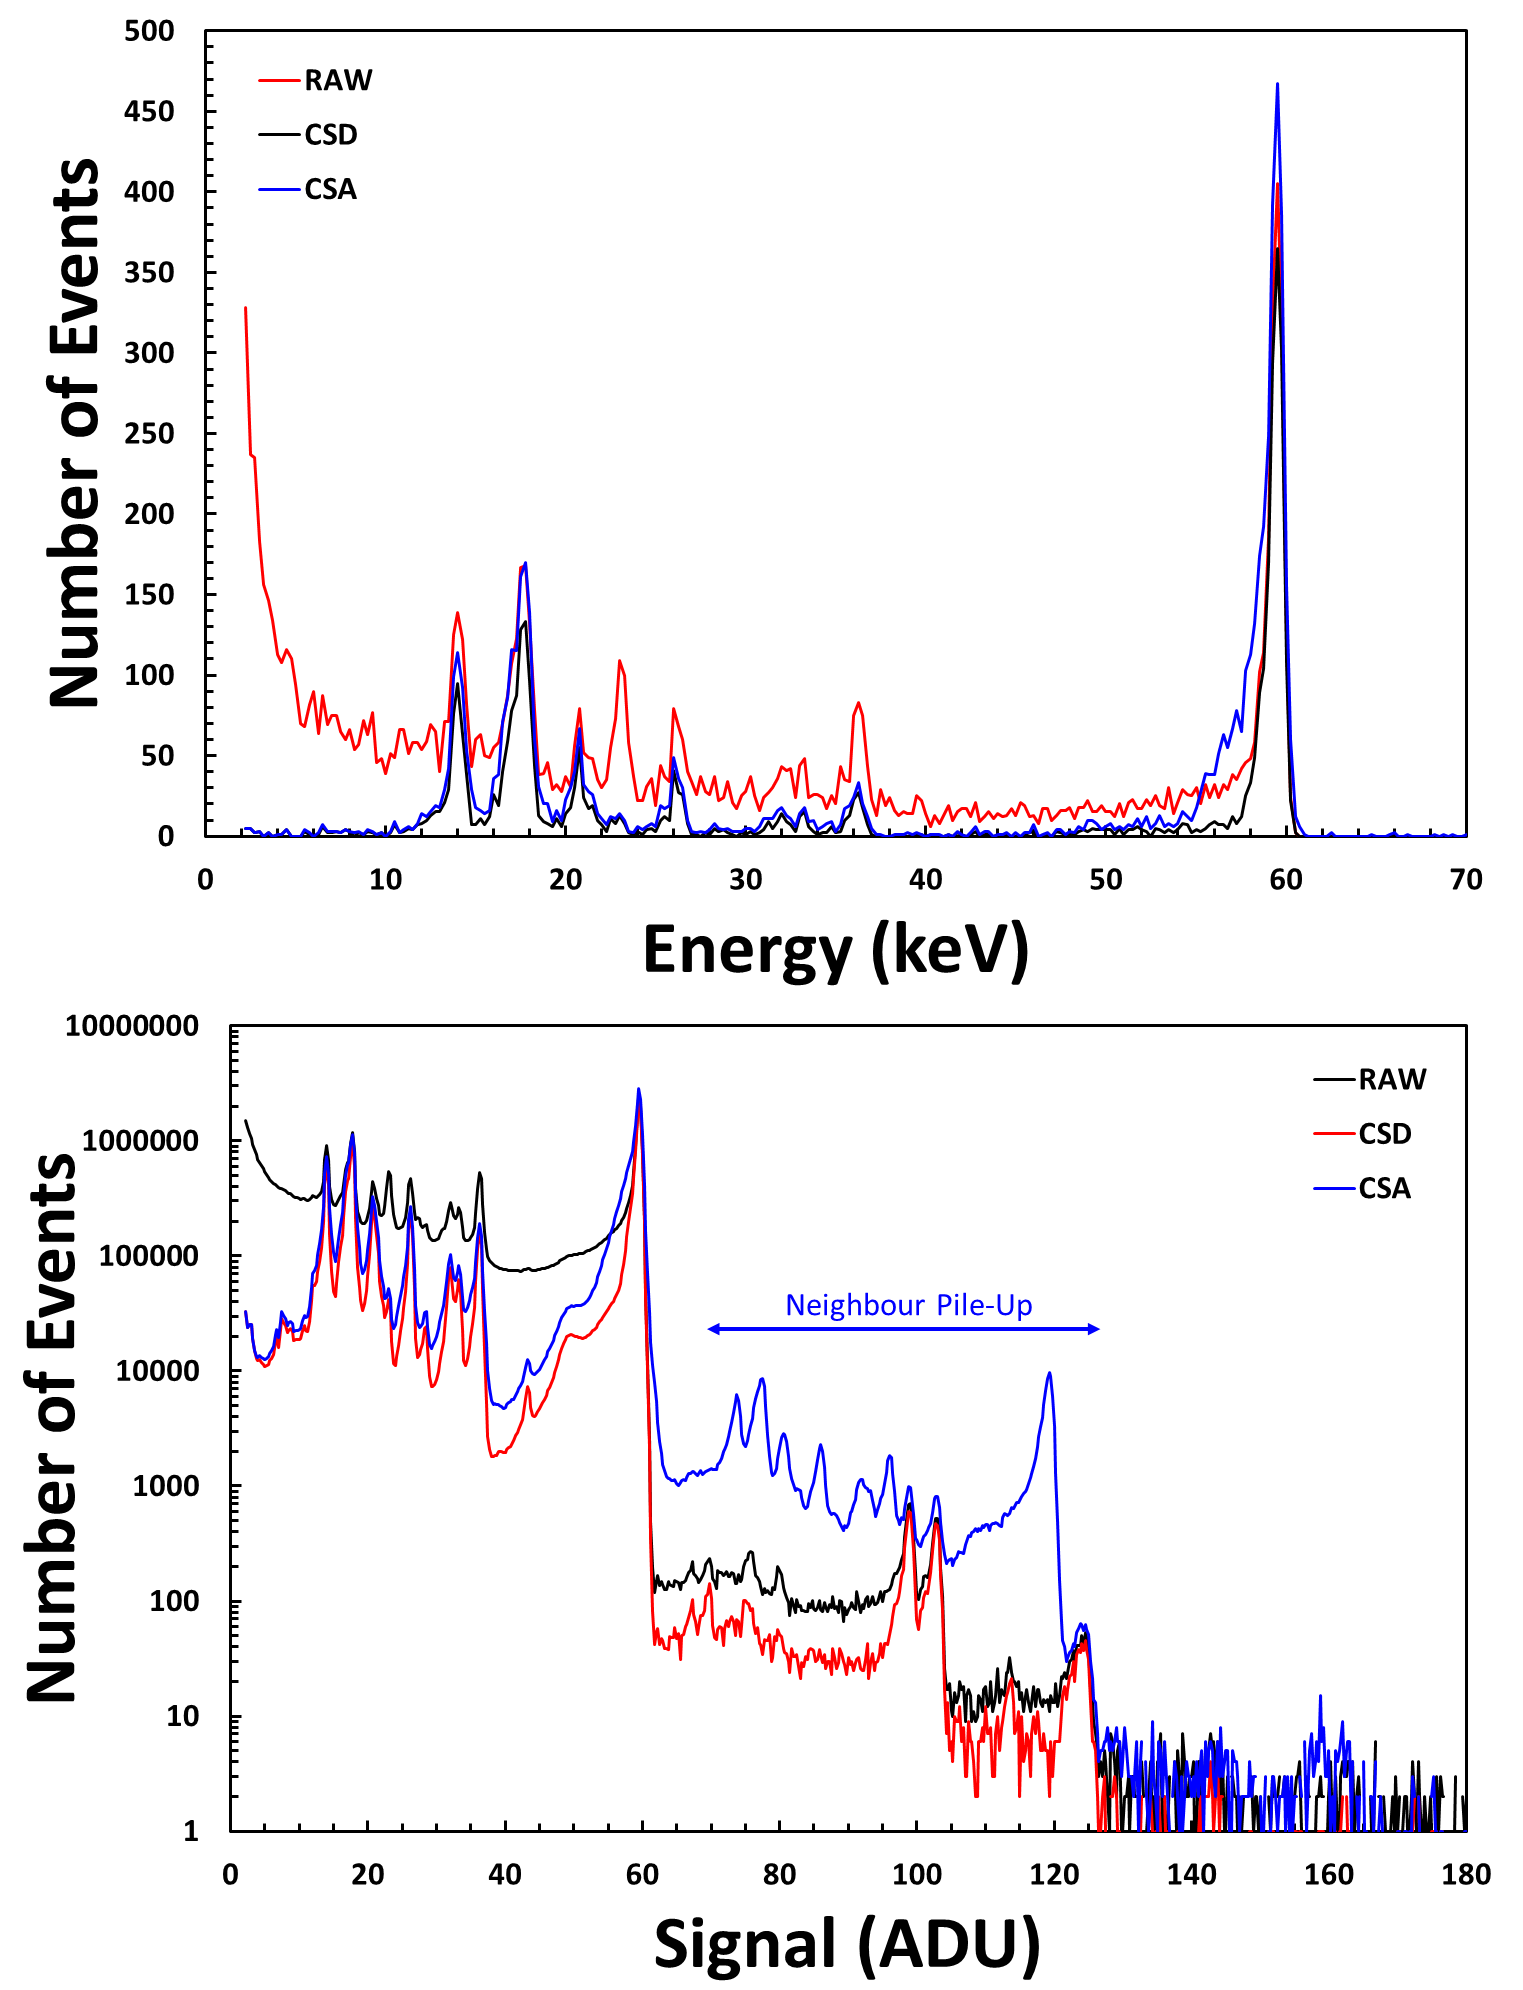 500
450
400
350
300
250
200
150
100
50
0
Number of Events
RAW
CSD
CSA
0 10 20 30 40 50 60 70
Energy (keV)
10000000
1000000
100000
10000
1000
100
10
1
Number of Events
RAW
CSD
CSA
Neighbour Pile-Up
0 20 40 60 80 100 120 140 160 180
Signal (ADU)